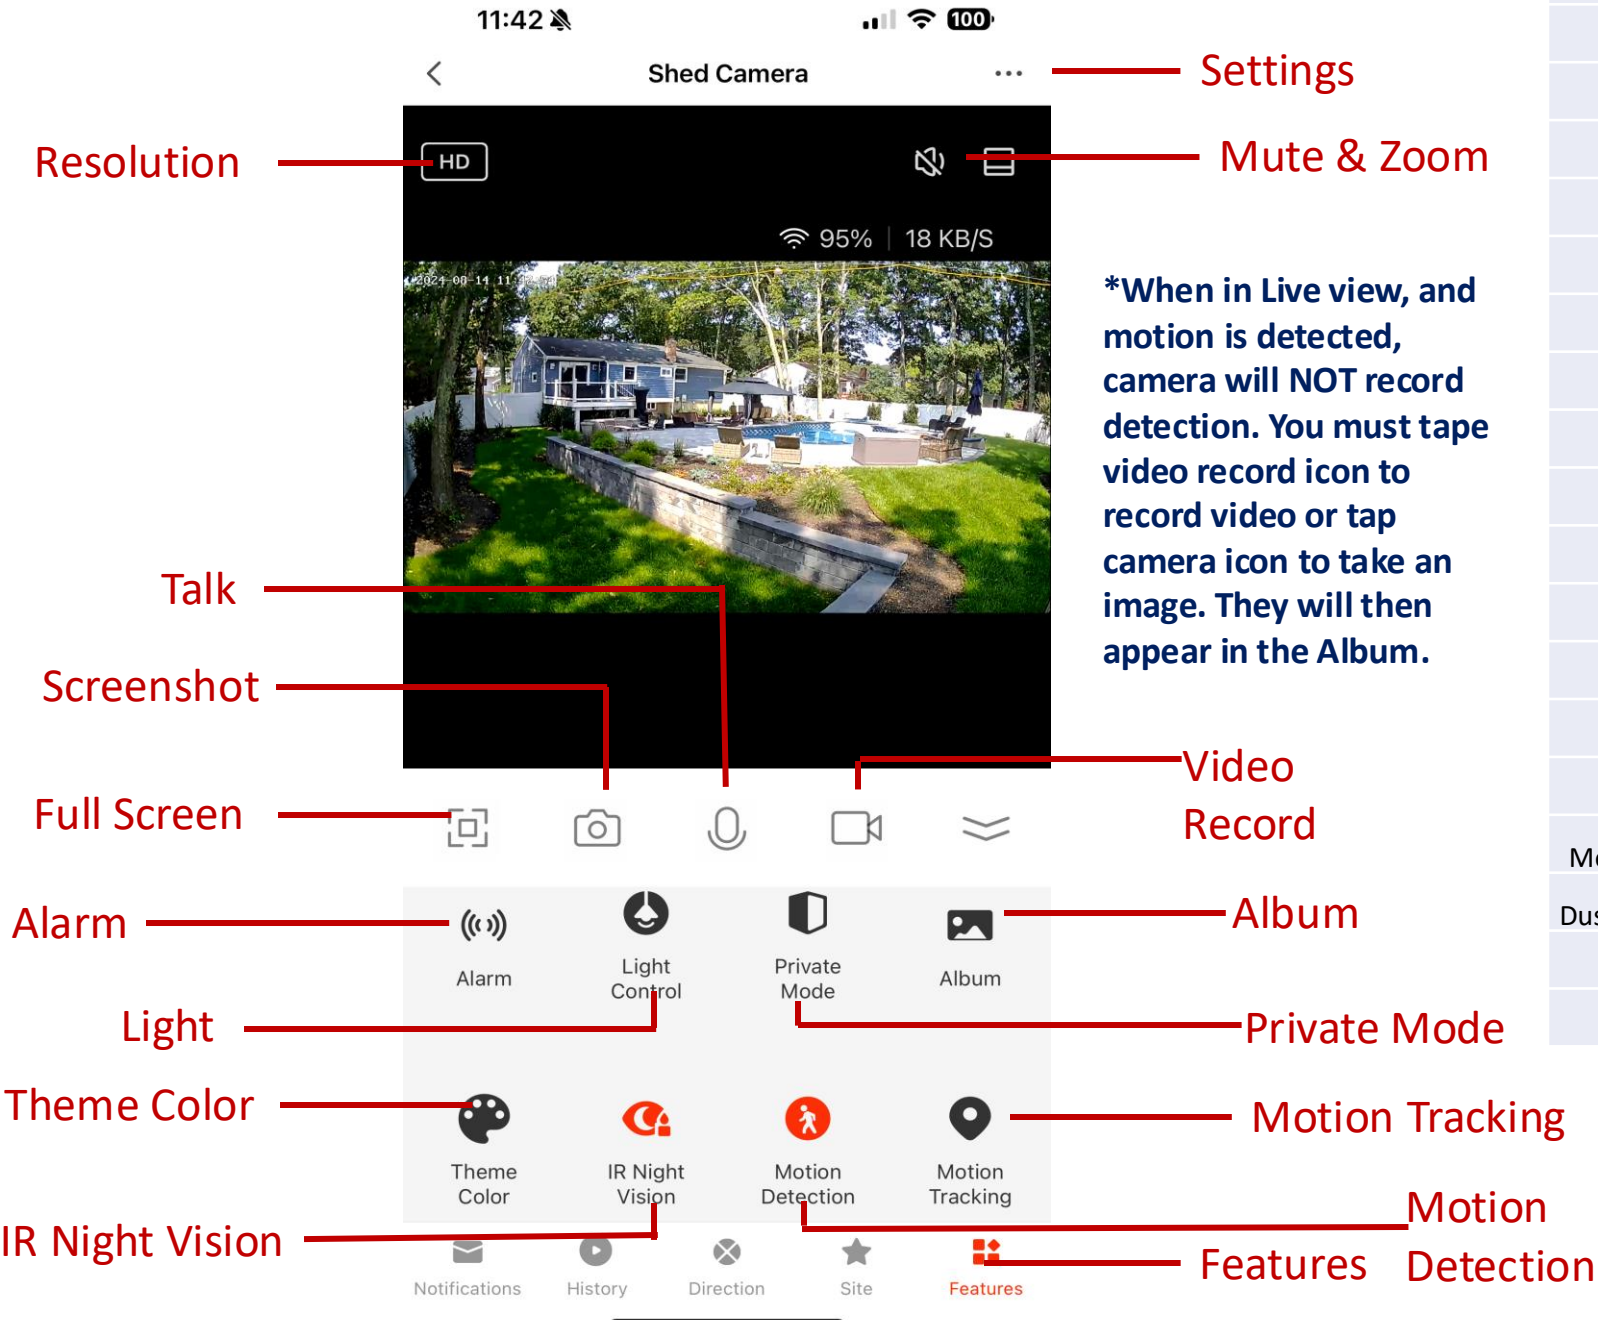 11:42
100
Shed Camera
Settings
HD
Resolution
Mute & Zoom
95% | 18 KB/S
*When in Live view, and
motion is detected,
camera will NOT record
detection. You must tape
video record icon to
record video or tap
camera icon to take an
image. They will then
appear in the Album.
Talk
Screenshot
Video
Record
Full Screen
Alarm
Album
Alarm
Light
Control
Private
Mode
Album
Light
Private Mode
Theme Color
Motion Tracking
Theme
Color
IR Night
Vision
Motion
Detection
Motion
Tracking
IR Night Vision
Motion
Detection
Features
Notifications
History
Direction
Site
Features
Dus